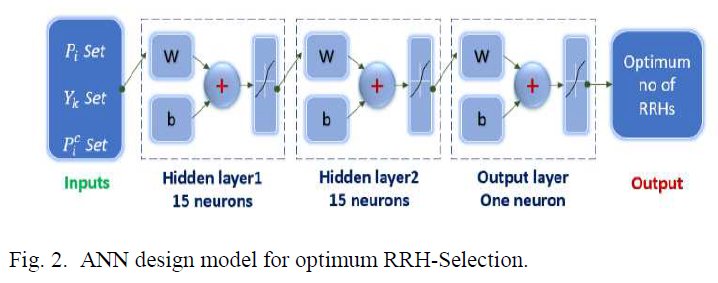 P_i Set
Y_k Set
P_i^c Set
Inputs
W
+
b
Hidden layer1
15 neurons
W
+
b
Hidden layer2
15 neurons
W
+
b
Output layer
One neuron
Optimum
no of
RRHs
Output
Fig. 2. ANN design model for optimum RRH-Selection.